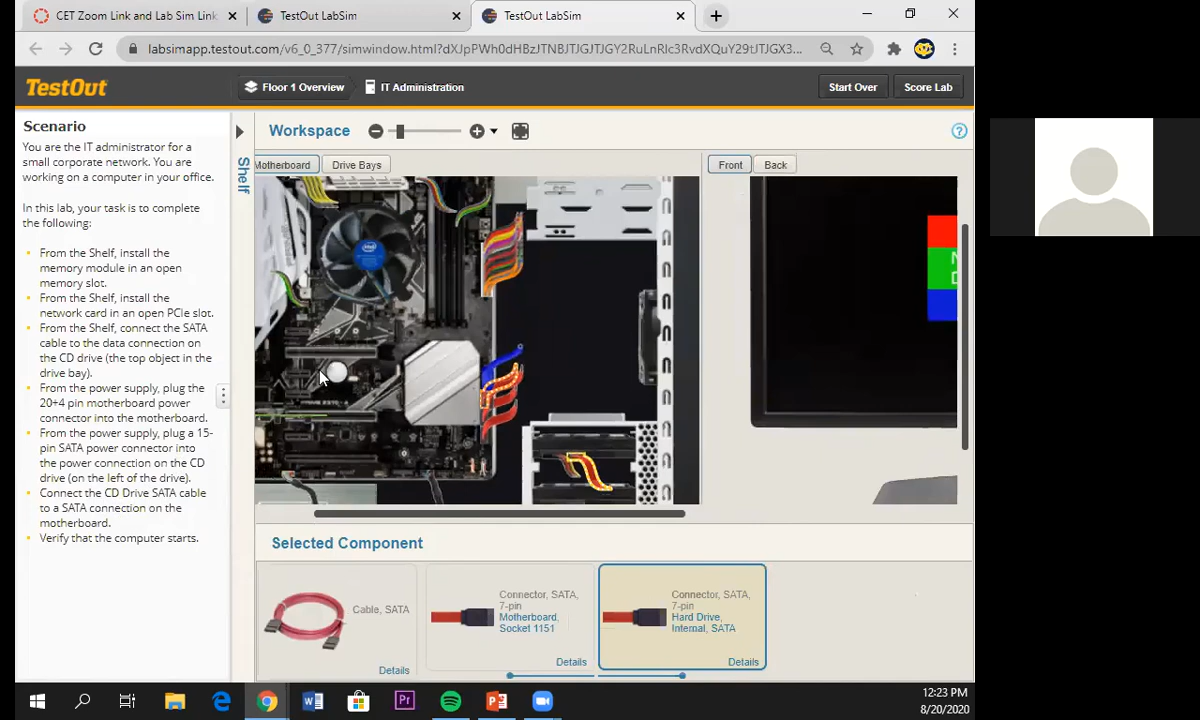 CET Zoom Link and Lab Sim Link
TestOut LabSim
TestOut LabSim
labsimapp.testout.com/v6_0_377/simwindow.html?dXJpPWh0dHBzJTNBJTJGJTJGY2RuLnRlc3RvdXQuY29tJTJGX3...
TestOut
Floor 1 Overview
IT Administration
Start Over
Score Lab
Scenario
You are the IT administrator for a
small corporate network. You are
working on a computer in your office.
In this lab, your task is to complete
the following:
From the Shelf, install the
memory module in an open
memory slot.
From the Shelf, install the
network card in an open PCIe slot.
From the Shelf, connect the SATA
cable to the data connection on
the CD drive (the top object in the
drive bay).
From the power supply, plug the
20+4 pin motherboard power
connector into the motherboard.
From the power supply, plug a 15-
pin SATA power connector into
the power connection on the CD
drive (on the left of the drive).
Connect the CD Drive SATA cable
to a SATA connection on the
motherboard.
Verify that the computer starts.
Shelf
Workspace
Motherboard
Drive Bays
Front
Back
intel
Selected Component
Cable, SATA
Details
Connector, SATA,
7-pin
Motherboard,
Socket 1151
Details
Connector, SATA,
7-pin
Hard Drive,
Internal, SATA
Details
12:23 PM
8/20/2020